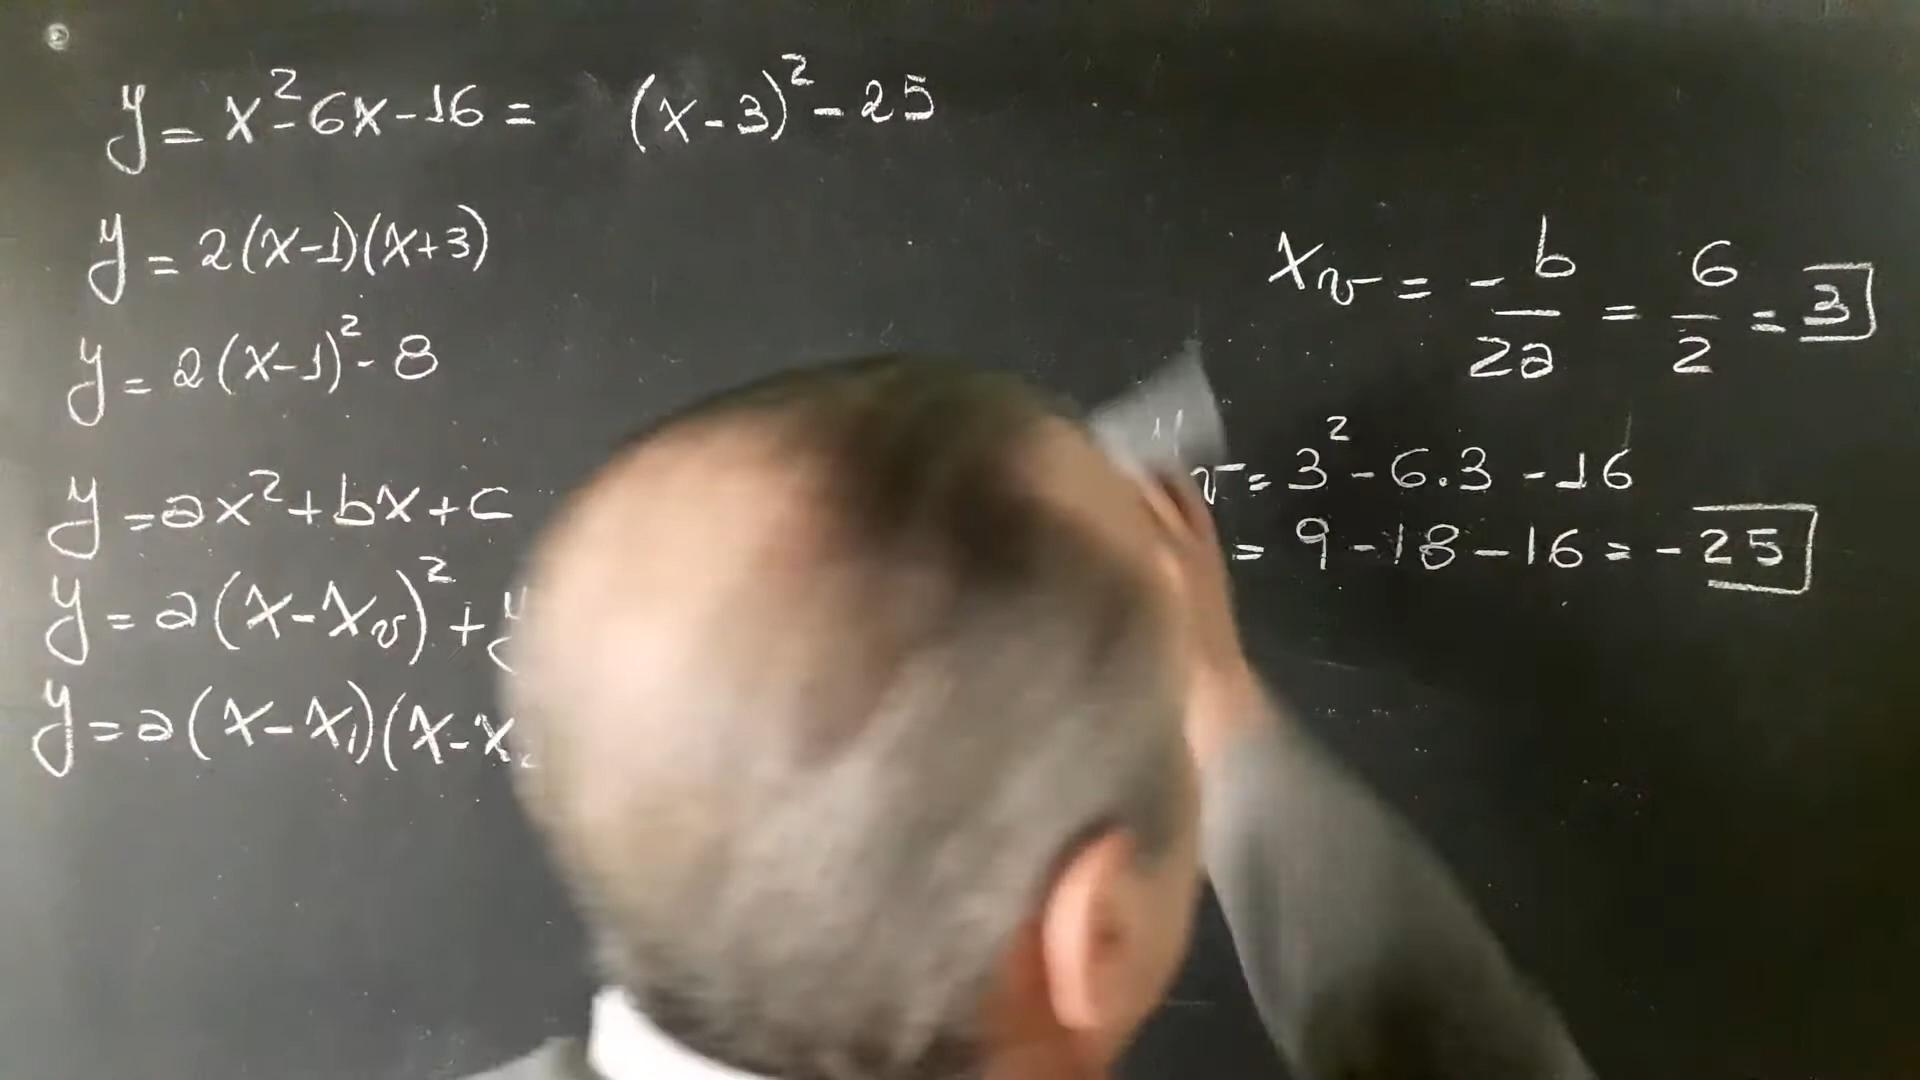 y = x² - 6x - 16 = (x - 3)² - 25
y = 2(x-1)(x+3)
y = 2(x-1)² - 8
y = ax² + bx + c
y = a(x - xv)² + y
y = a(x - x1)(x - x
xv = -b/2a = 6/2 = 3
v = 3² - 6.3 - 16
= 9 - 18 - 16 = -25